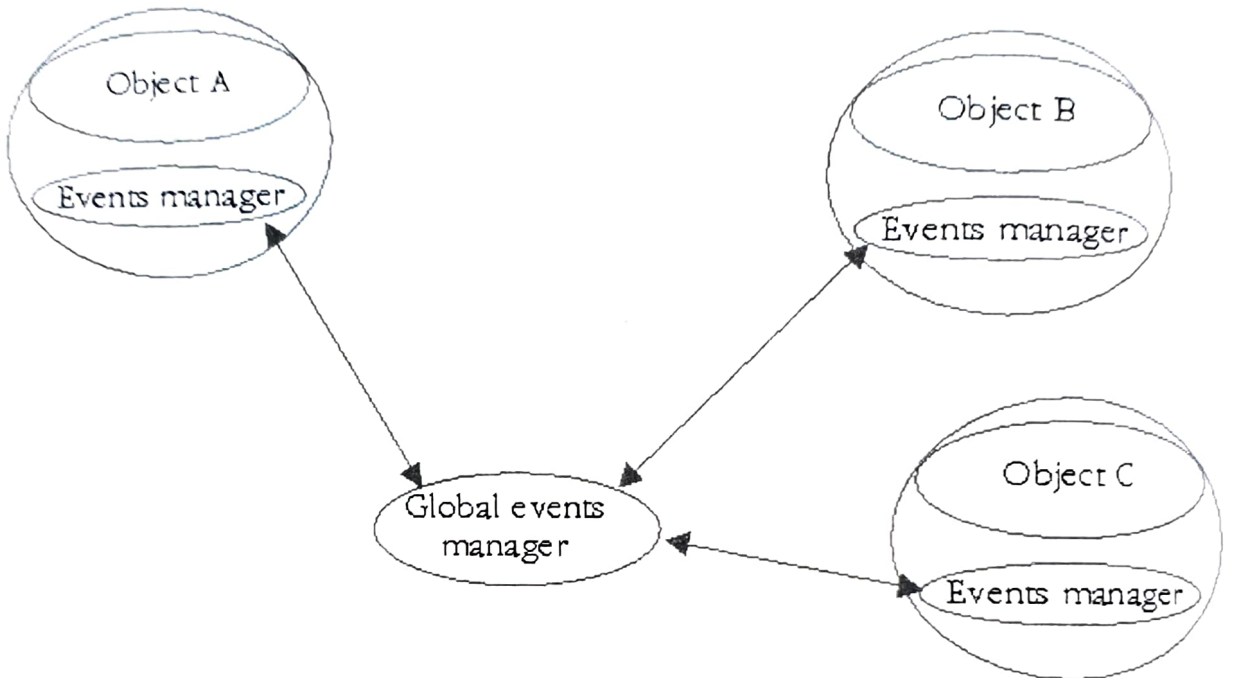 Object A
Events manager
Object B
Events manager
Global events
manager
Object C
Events manager